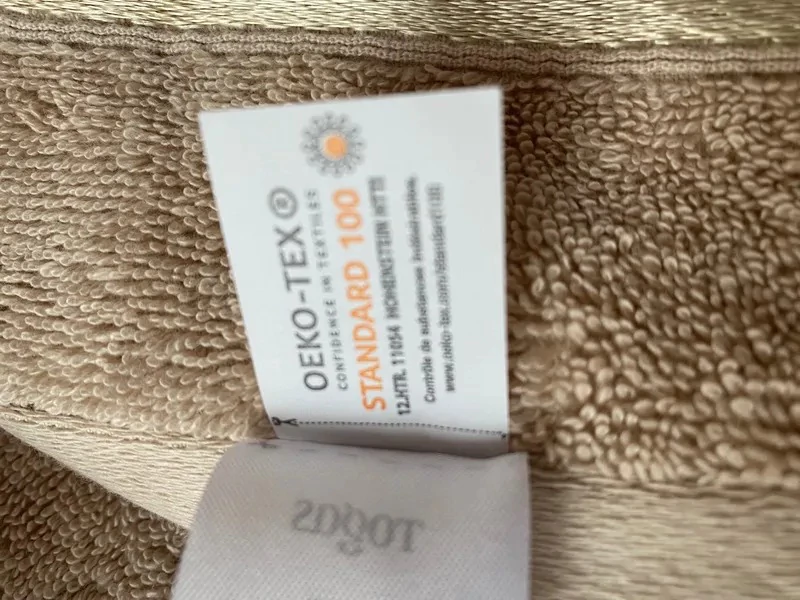 OEKO-TEX®
CONFIDENCE IN TEXTILES
STANDARD 100
12.HTR. 11054 HOHENSTEIN HTTI
Contrôle de substances indésirables.
www.oeko-tex.com/standard100